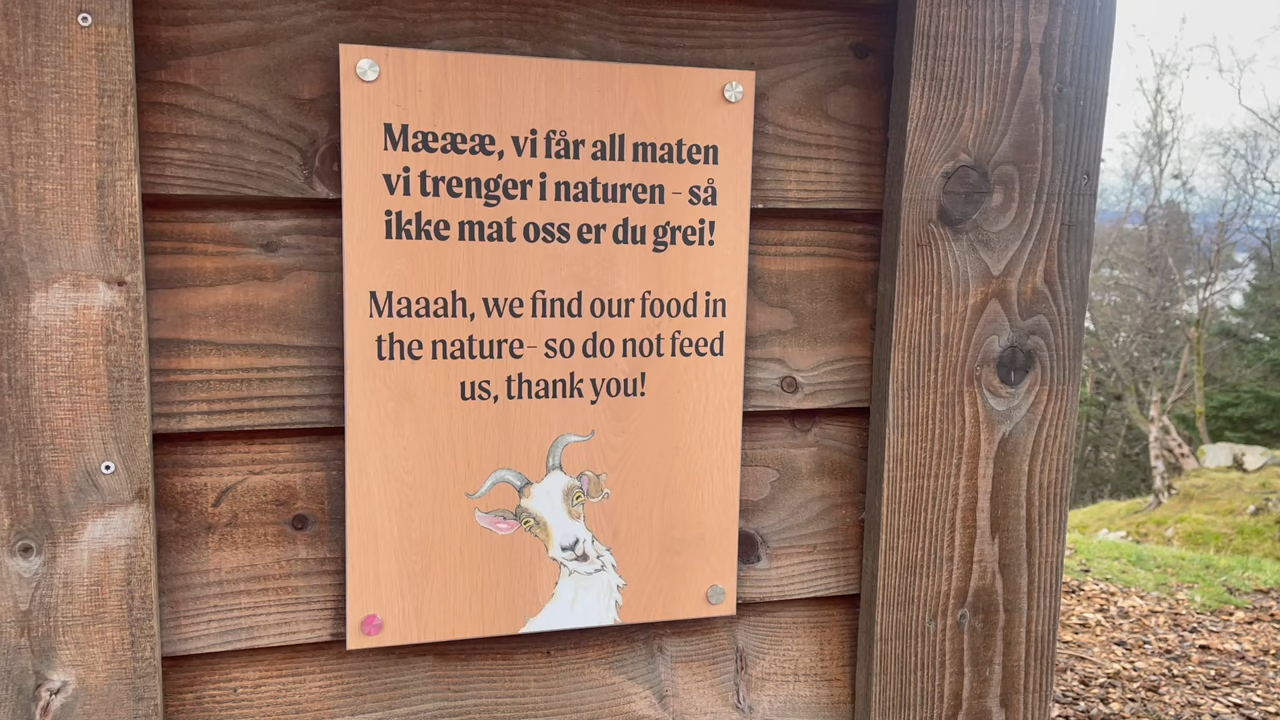 Mæææ, vi får all maten
vi trenger i naturen - så
ikke mat oss er du grei!
Maaah, we find our food in
the nature- so do not feed
us, thank you!